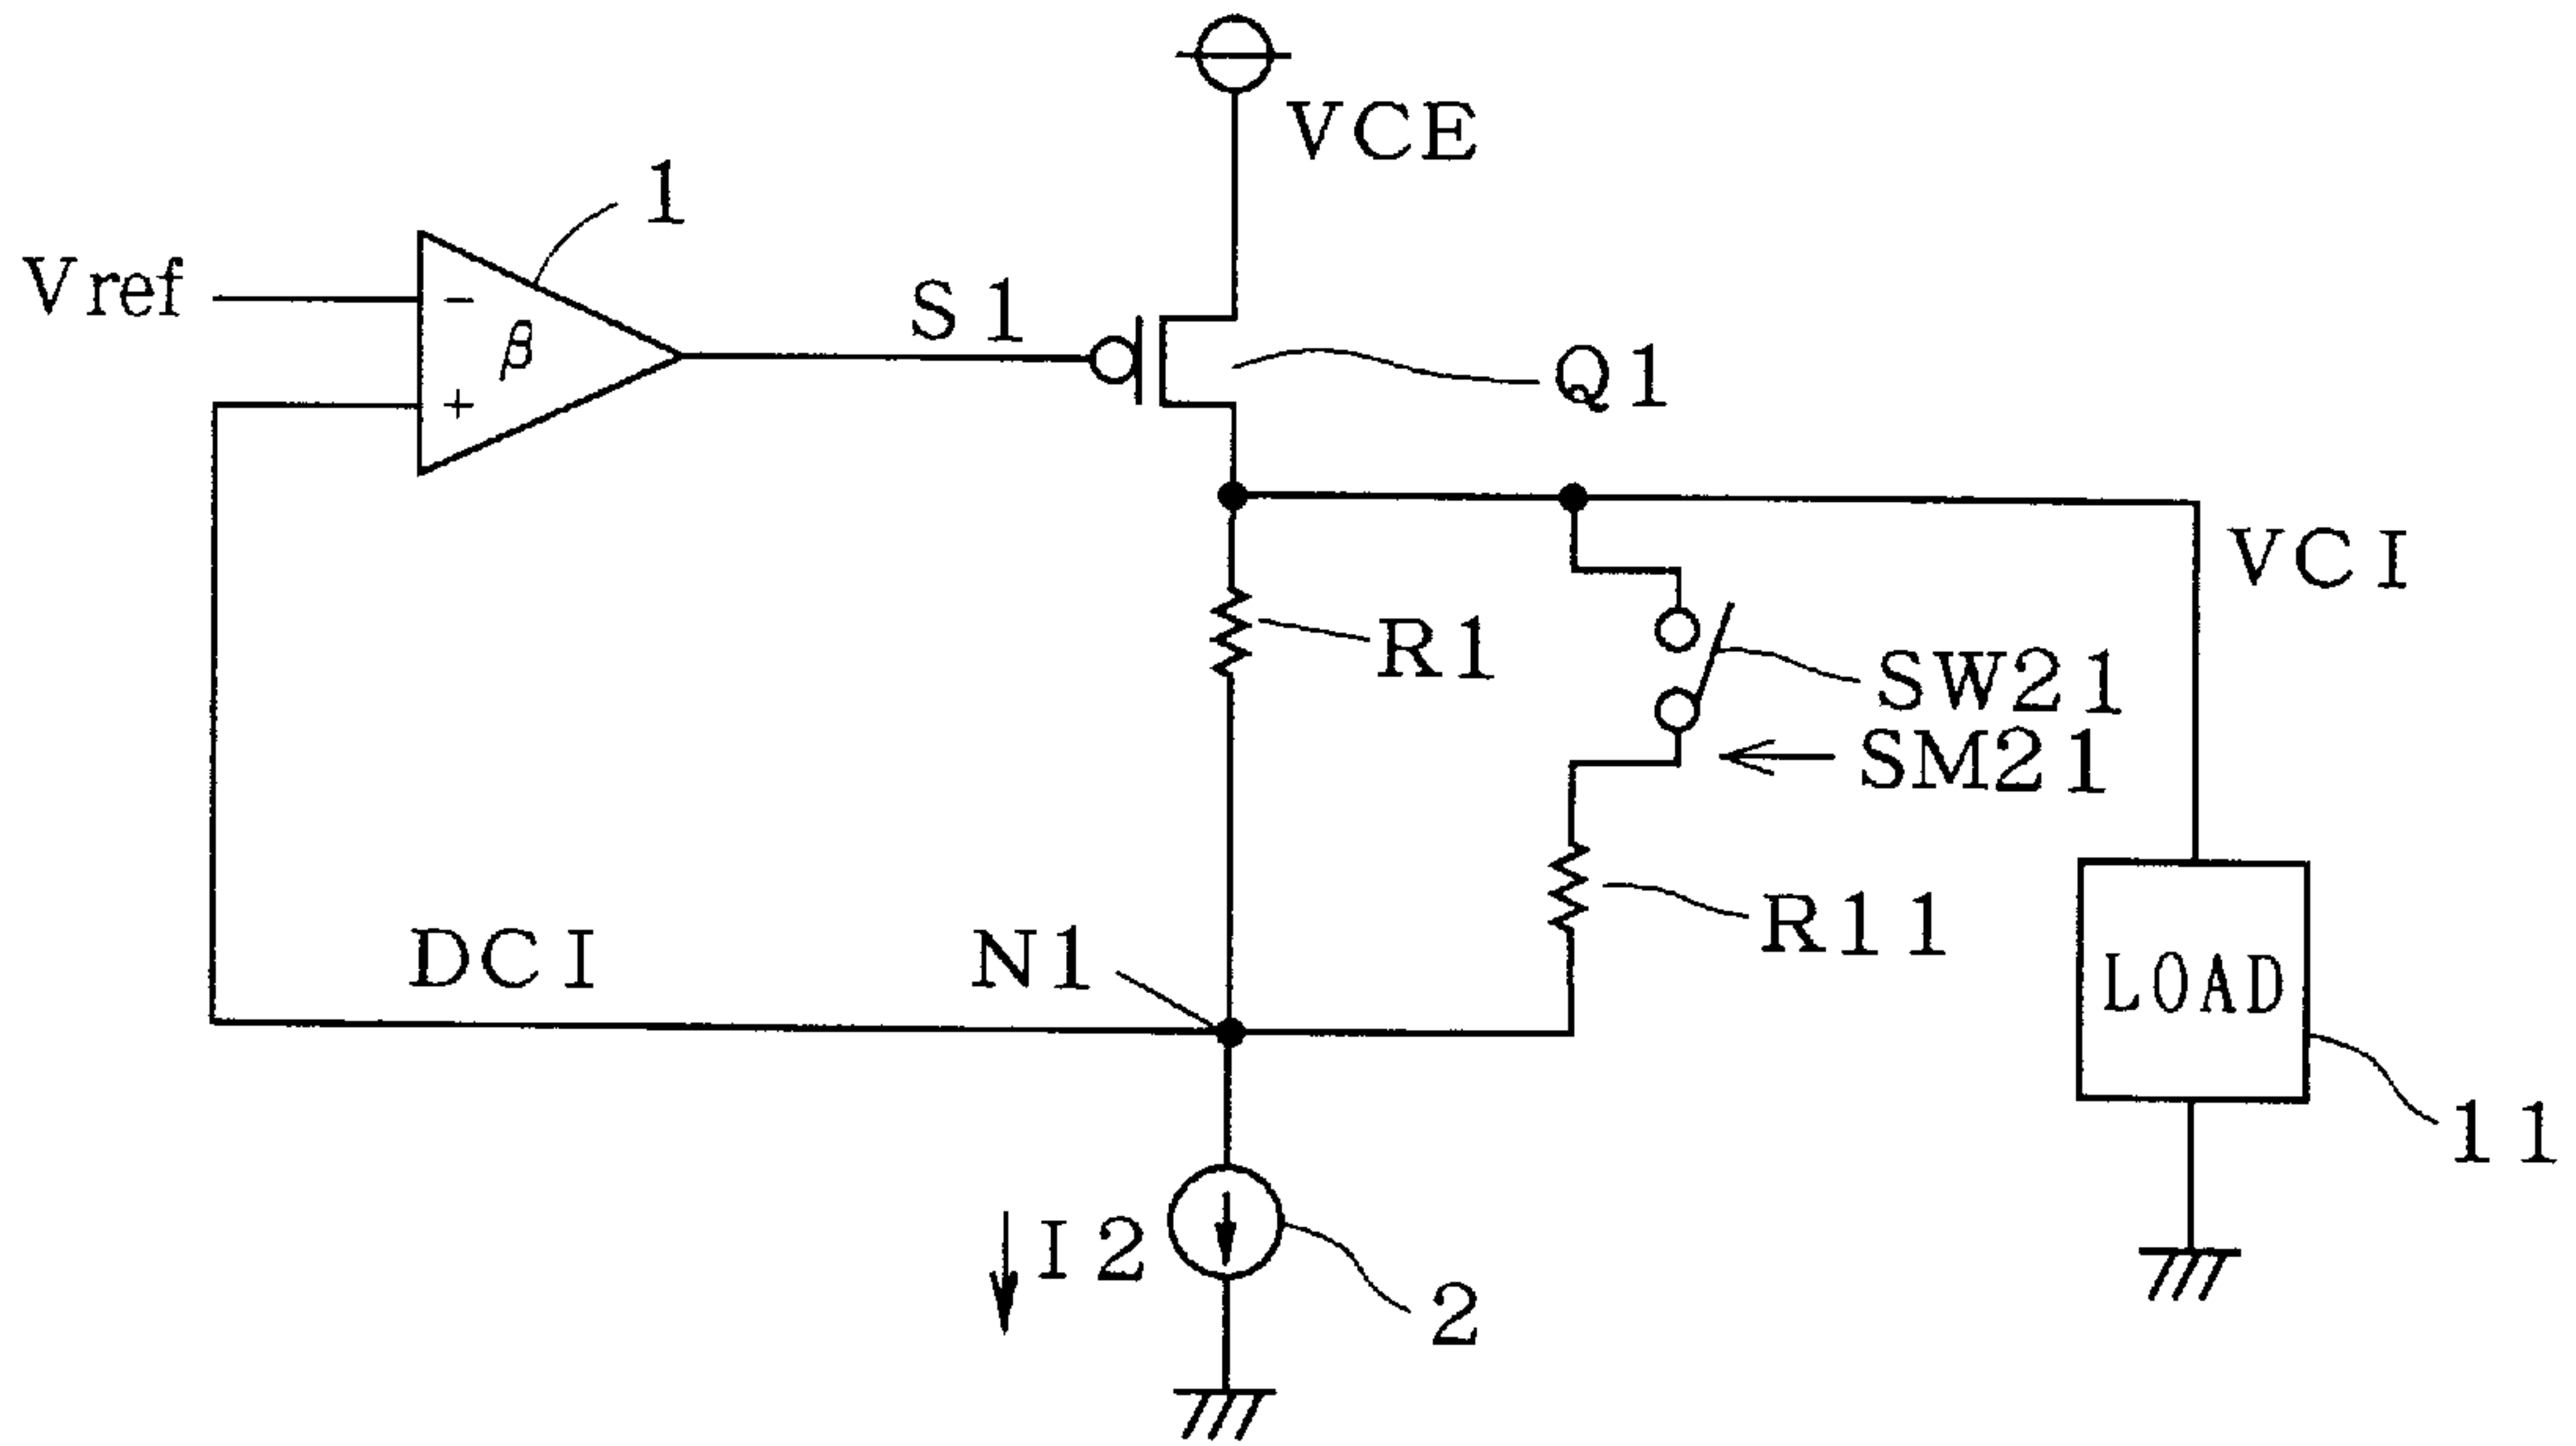 VCE
1
Vref
−
β
+
S1
Q1
VCI
R1
SW21
SM21
R11
DCI
N1
LOAD
11
I2
2